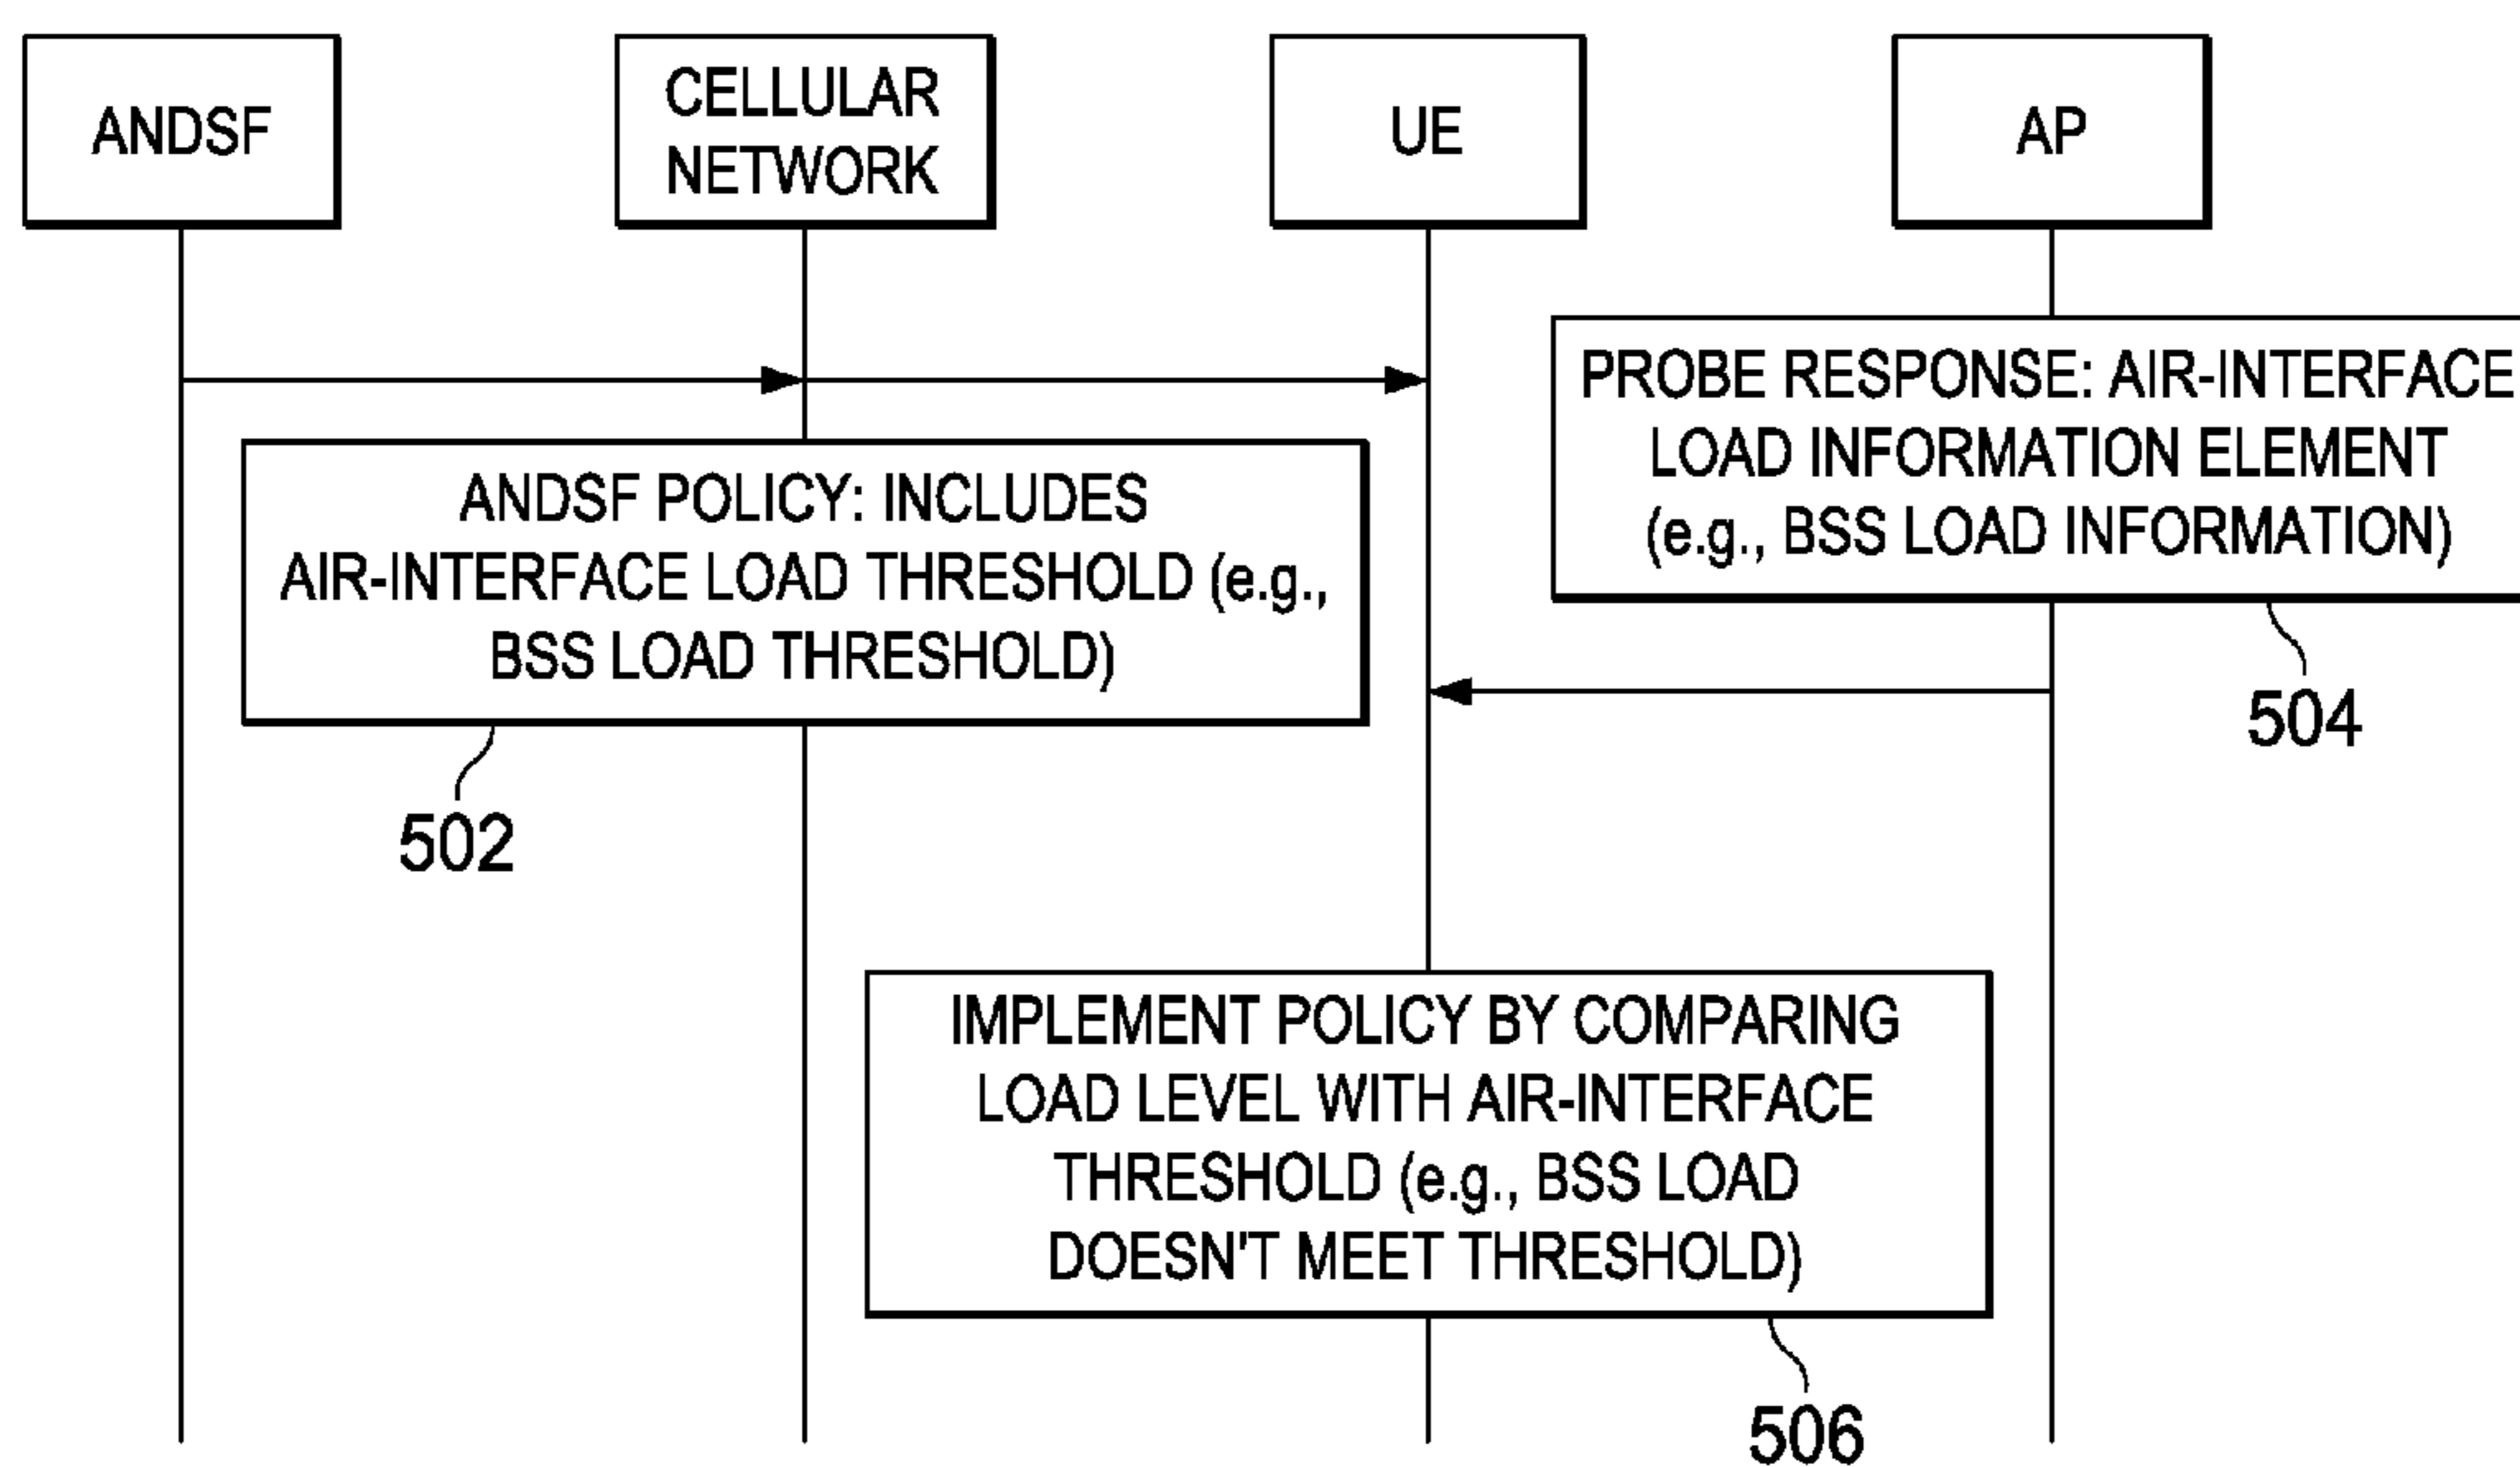 ANDSF
CELLULAR
NETWORK
UE
AP
PROBE RESPONSE: AIR-INTERFACE
LOAD INFORMATION ELEMENT
(e.g., BSS LOAD INFORMATION)
504
ANDSF POLICY: INCLUDES
AIR-INTERFACE LOAD THRESHOLD (e.g.,
BSS LOAD THRESHOLD)
502
IMPLEMENT POLICY BY COMPARING
LOAD LEVEL WITH AIR-INTERFACE
THRESHOLD (e.g., BSS LOAD
DOESN'T MEET THRESHOLD)
506